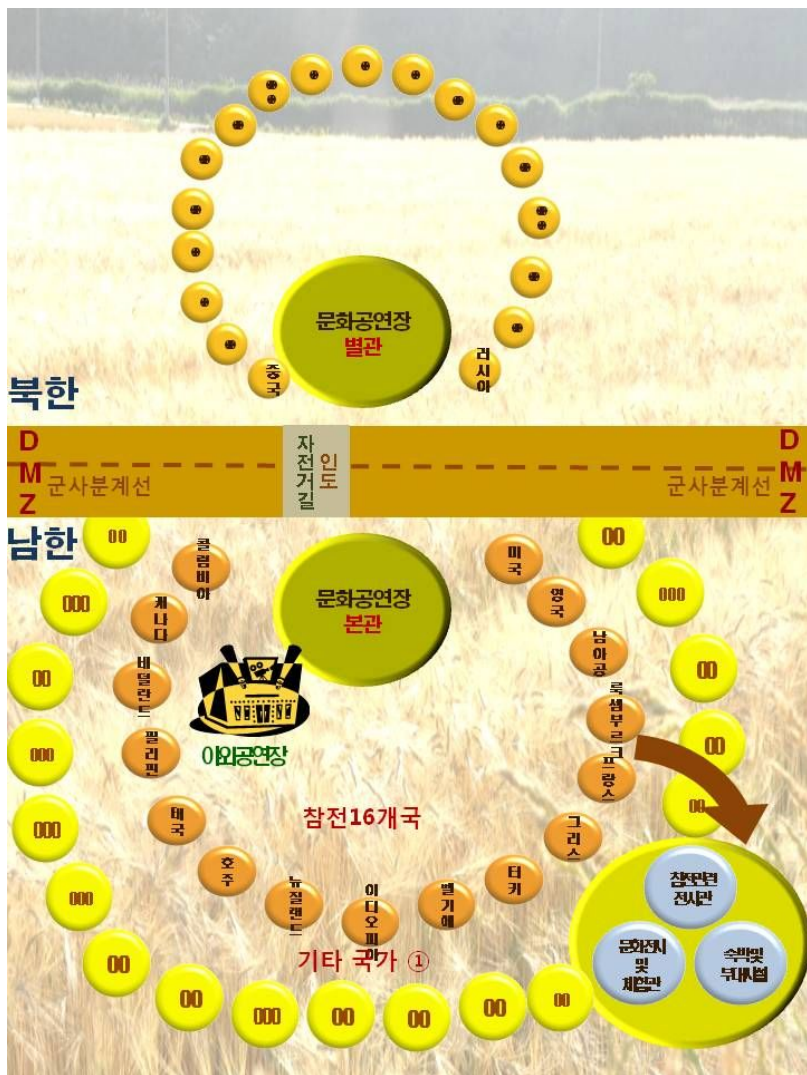 문화공연장
별관
중국
러시아
북한
DMZ
군사분계선
자전거길
인도
군사분계선
DMZ
남한
00
000
00
000
000
000
00
00
000
00
00
00
00
00
000
00
00
00
콜롬비아
캐나다
네덜란드
필리핀
태국
호주
뉴질랜드
이디오피아
벨기에
터키
그리스
프랑스
룩셈부르크
남아공
영국
미국
문화공연장
본관
야외공연장
참전16개국
기타 국가 ①
참전관련
전시관
문화전시
및
체험관
숙박및
부대시설